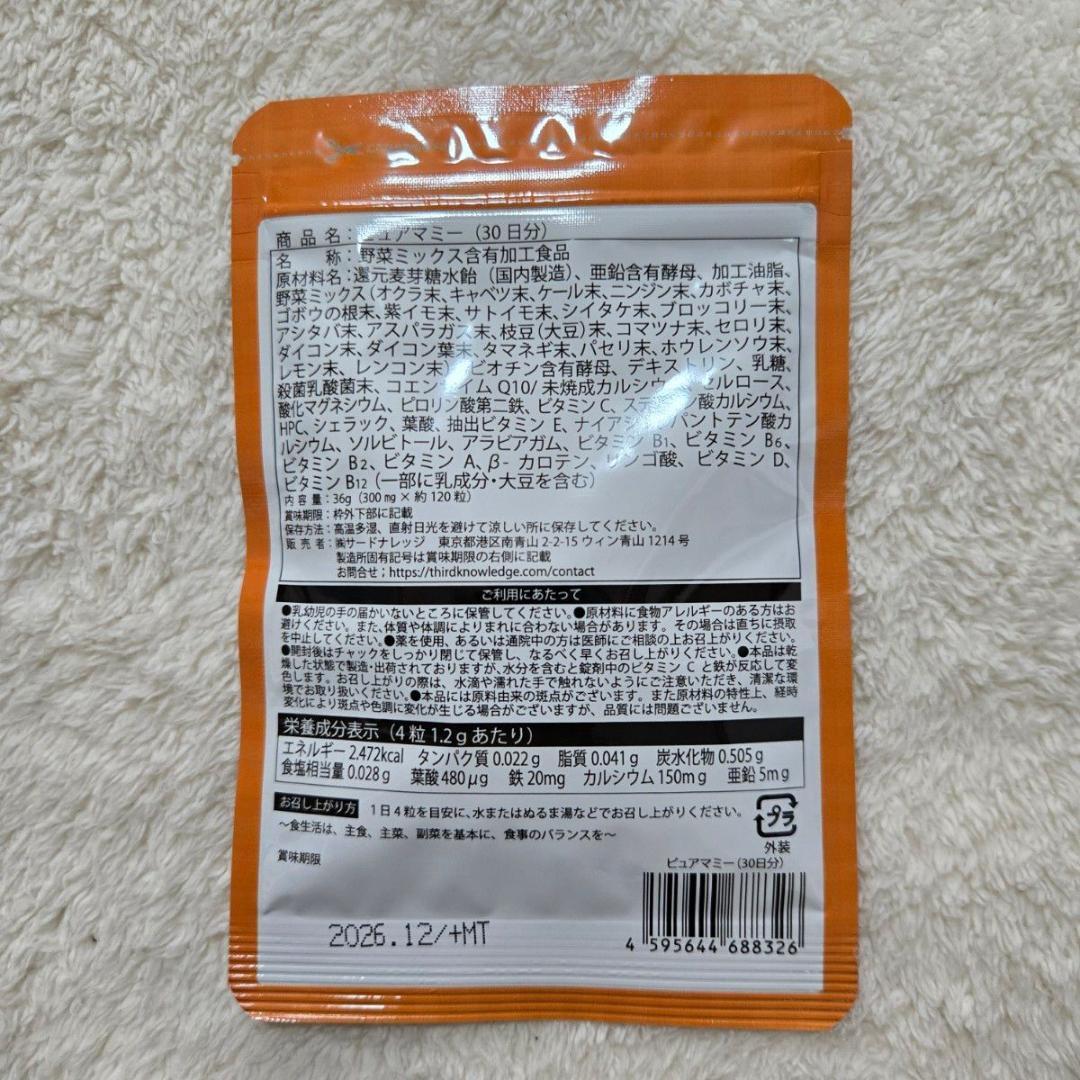 商品名：ピュアマミー（30日分）
名　　称：野菜ミックス含有加工食品
原材料名：還元麦芽糖水飴（国内製造）、亜鉛含有酵母、加工油脂、
野菜ミックス（オクラ末、キャベツ末、ケール末、ニンジン末、カボチャ末、
ゴボウの根末、紫イモ末、サトイモ末、シイタケ末、ブロッコリー末、
アシタバ末、アスパラガス末、枝豆（大豆）末、コマツナ末、セロリ末、
ダイコン末、ダイコン葉末、タマネギ末、パセリ末、ホウレンソウ末、
レモン末、レンコン末）、ビオチン含有酵母、デキストリン、乳糖、
殺菌乳酸菌末、コエンザイムQ10/ 未焼成カルシウム、セルロース、
酸化マグネシウム、ピロリン酸第二鉄、ビタミンC、ステアリン酸カルシウム、
HPC、シェラック、葉酸、抽出ビタミンE、ナイアシン、パントテン酸カ
ルシウム、ソルビトール、アラビアガム、ビタミンB1、ビタミンB6、
ビタミンB2、ビタミンA、β-カロテン、リンゴ酸、ビタミンD、
ビタミンB12（一部に乳成分・大豆を含む）
内容量：36g（300㎎×約120粒）
賞味期限：枠外下部に記載
保存方法：高温多湿、直射日光を避けて涼しい所に保存してください。
販売者：㈱サードナレッジ　東京都港区南青山2-2-15ウィン青山1214号
製造所固有記号は賞味期限の右側に記載
お問合せ；https://thirdknowledge.com/contact
ご利用にあたって
●乳幼児の手の届かないところに保管してください。●原材料に食物アレルギーのある方はお
避けください。また、体質や体調によりまれに合わない場合があります。その場合は直ちに摂取
を中止してください。●薬を使用、あるいは通院中の方は医師にご相談の上お召上がりください。
●開封後はチャックをしっかり閉じて保管し、なるべく早くお召し上がりください。●本品は乾
燥した状態で製造・出荷されておりますが、水分を含むと錠剤中のビタミンCと鉄が反応して変
色します。お召し上がりの際は、水滴や濡れた手で触れないようにご注意いただき、清潔な環
境でお取り扱いください。●本品には原料由来の斑点がございます。また原材料の特性上、経時
変化により斑点や色調に変化が生じる場合がございますが、品質には問題ございません。
栄養成分表示（4粒1.2gあたり）
エネルギー2.472kcal　タンパク質0.022g　脂質0.041g　炭水化物0.505g
食塩相当量0.028g　葉酸480μg　鉄20mg　カルシウム150mg　亜鉛5mg
お召し上がり方　1日4粒を目安に、水またはぬるま湯などでお召し上がりください。
～食生活は、主食、主菜、副菜を基本に、食事のバランスを～
プラ
外装
賞味期限
ピュアマミー（30日分）
2026.12/+MT
4 595644 688326